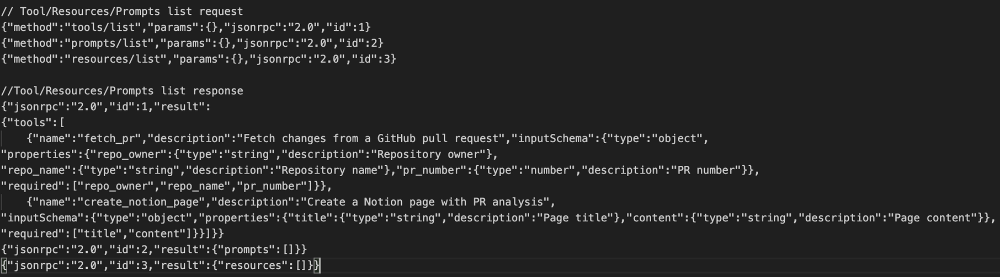 // Tool/Resources/Prompts list request
{"method":"tools/list","params":{},"jsonrpc":"2.0","id":1}
{"method":"prompts/list","params":{},"jsonrpc":"2.0","id":2}
{"method":"resources/list","params":{},"jsonrpc":"2.0","id":3}

//Tool/Resources/Prompts list response
{"jsonrpc":"2.0","id":1,"result":
{"tools":[
    {"name":"fetch_pr","description":"Fetch changes from a GitHub pull request","inputSchema":{"type":"object",
"properties":{"repo_owner":{"type":"string","description":"Repository owner"},
"repo_name":{"type":"string","description":"Repository name"},"pr_number":{"type":"number","description":"PR number"}},
"required":["repo_owner","repo_name","pr_number"]}},
    {"name":"create_notion_page","description":"Create a Notion page with PR analysis",
"inputSchema":{"type":"object","properties":{"title":{"type":"string","description":"Page title"},"content":{"type":"string","description":"Page content"}},
"required":["title","content"]}}]}}
{"jsonrpc":"2.0","id":2,"result":{"prompts":[]}}
{"jsonrpc":"2.0","id":3,"result":{"resources":[]}}